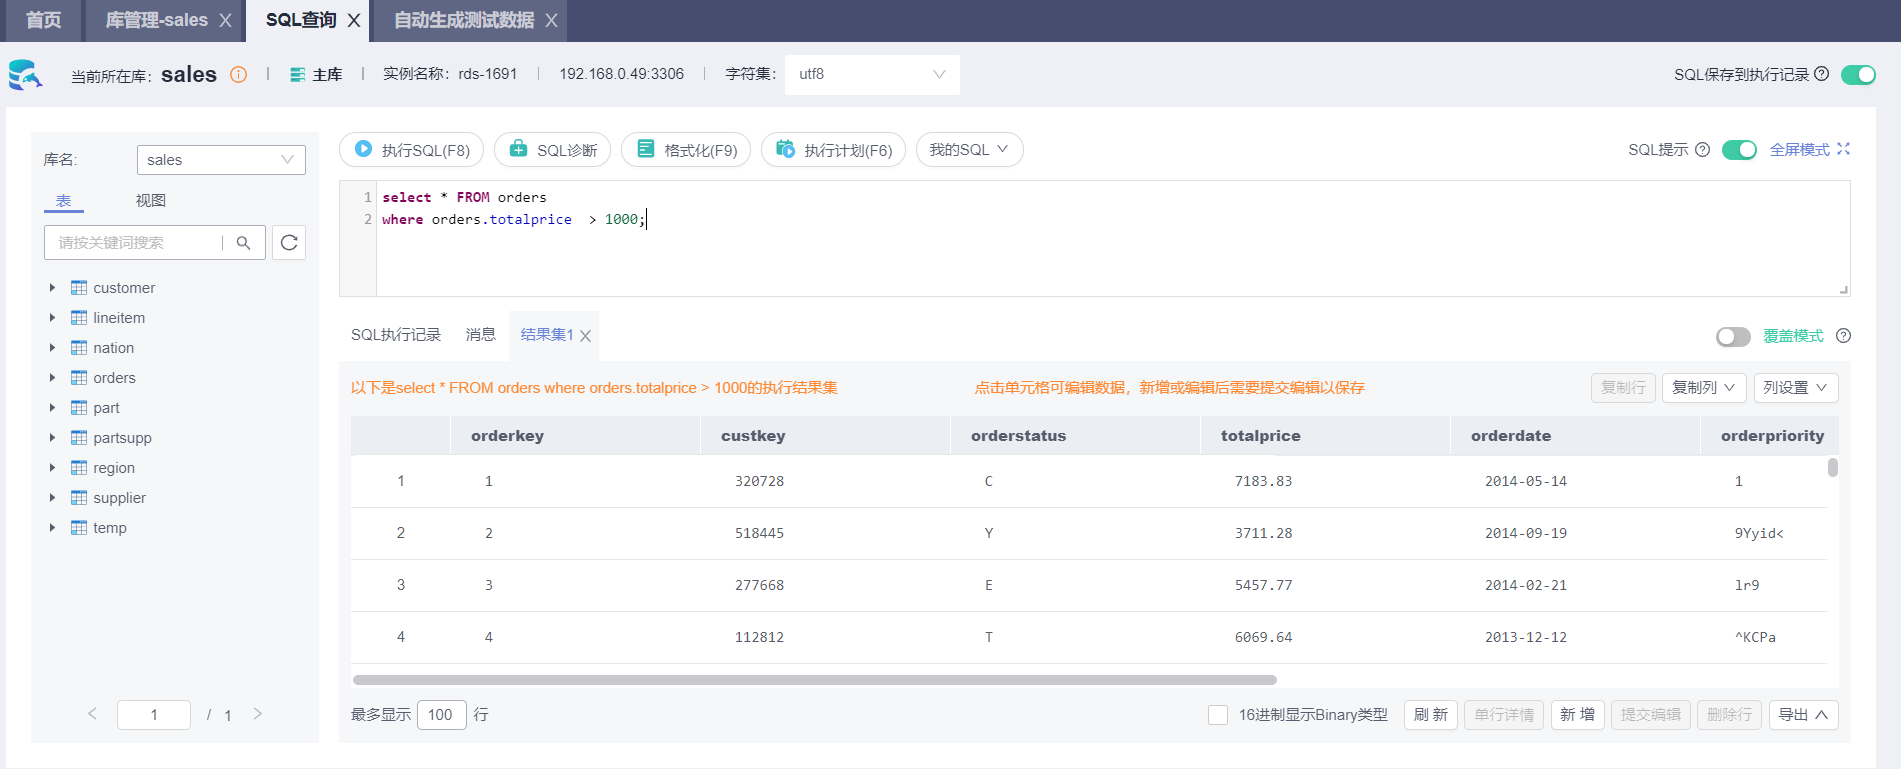 首页 库管理-sales X SQL查询 X 自动生成测试数据 X
当前所在库: sales 主库 实例名称: rds-1691 192.168.0.49:3306 字符集: utf8 SQL保存到执行记录
库名: sales
表 视图
请按关键词搜索
customer
lineitem
nation
orders
part
partsupp
region
supplier
temp
< 1 / 1 >
执行SQL(F8) SQL诊断 格式化(F9) 执行计划(F6) 我的SQL SQL提示 全屏模式
1 select * FROM orders
2 where orders.totalprice > 1000;
SQL执行记录 消息 结果集1 X 覆盖模式
以下是select * FROM orders where orders.totalprice > 1000的执行结果集 点击单元格可编辑数据，新增或编辑后需要提交编辑以保存 复制行 复制列 列设置
orderkey custkey orderstatus totalprice orderdate orderpriority
1 1 320728 C 7183.83 2014-05-14 1
2 2 518445 Y 3711.28 2014-09-19 9Yyid<
3 3 277668 E 5457.77 2014-02-21 lr9
4 4 112812 T 6069.64 2013-12-12 ^KCPa
最多显示 100 行 16进制显示Binary类型 刷 新 单行详情 新 增 提交编辑 删除行 导出